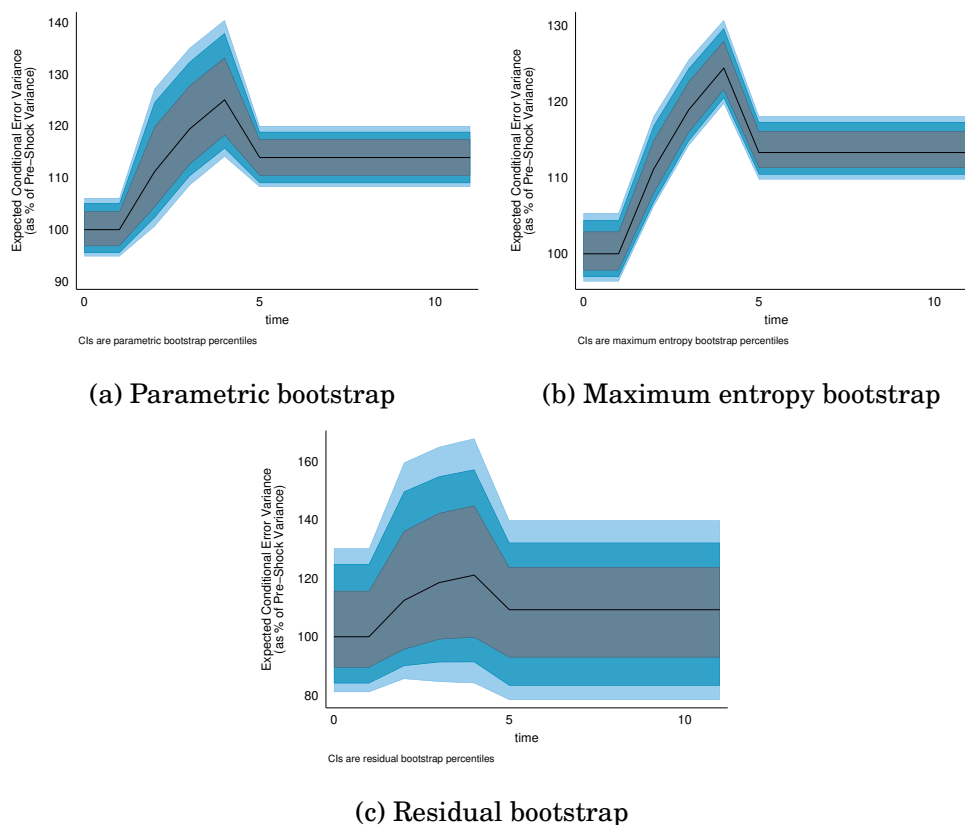 Expected Conditional Error Variance
(as % of Pre−Shock Variance)
140
130
120
110
100
90
0
5
10
time
CIs are parametric bootstrap percentiles
(a) Parametric bootstrap
Expected Conditional Error Variance
(as % of Pre−Shock Variance)
130
120
110
100
0
5
10
time
CIs are maximum entropy bootstrap percentiles
(b) Maximum entropy bootstrap
Expected Conditional Error Variance
(as % of Pre−Shock Variance)
160
140
120
100
80
0
5
10
time
CIs are residual bootstrap percentiles
(c) Residual bootstrap